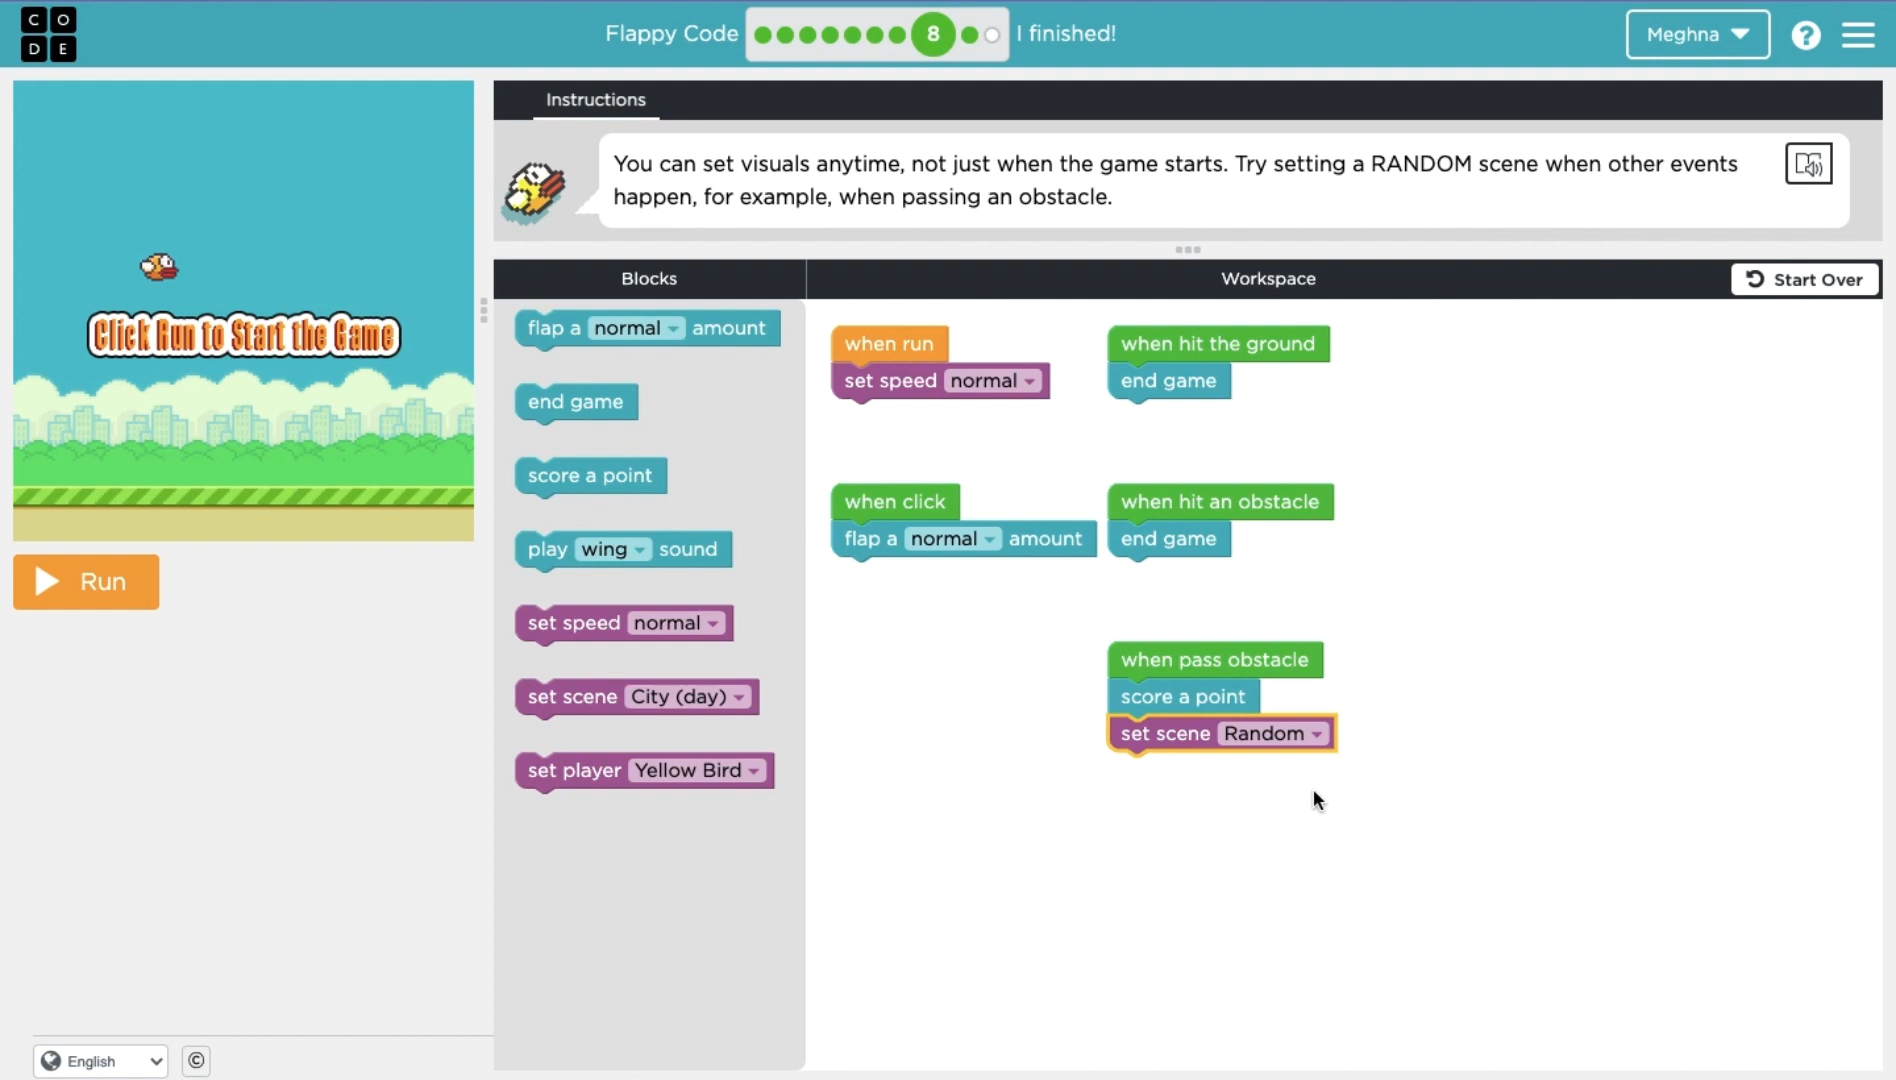 CODE
Flappy Code
8
I finished!
Meghna
?
Instructions
You can set visuals anytime, not just when the game starts. Try setting a RANDOM scene when other events
happen, for example, when passing an obstacle.
Click Run to Start the Game
Run
Blocks
Workspace
Start Over
flap a normal amount
end game
score a point
play wing sound
set speed normal
set scene City (day)
set player Yellow Bird
when run
set speed normal
when hit the ground
end game
when click
flap a normal amount
when hit an obstacle
end game
when pass obstacle
score a point
set scene Random
English
©